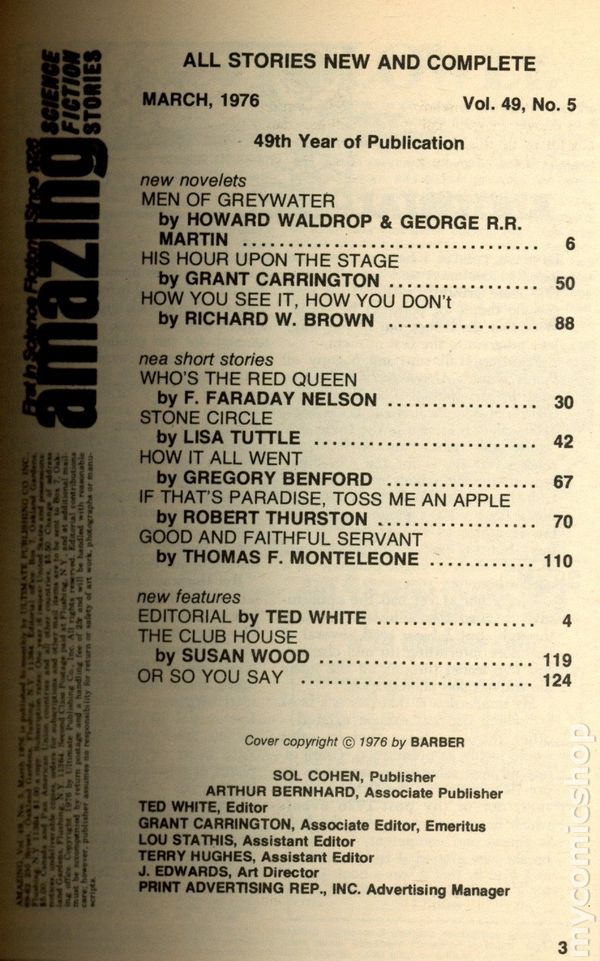 ALL STORIES NEW AND COMPLETE
MARCH, 1976 Vol. 49, No. 5
49th Year of Publication
new novelets
MEN OF GREYWATER
by HOWARD WALDROP & GEORGE R.R.
MARTIN .................................... 6
HIS HOUR UPON THE STAGE
by GRANT CARRINGTON ................. 50
HOW YOU SEE IT, HOW YOU DON't
by RICHARD W. BROWN ................. 88
nea short stories
WHO'S THE RED QUEEN
by F. FARADAY NELSON ................. 30
STONE CIRCLE
by LISA TUTTLE ......................... 42
HOW IT ALL WENT
by GREGORY BENFORD ................. 67
IF THAT'S PARADISE, TOSS ME AN APPLE
by ROBERT THURSTON .................. 70
GOOD AND FAITHFUL SERVANT
by THOMAS F. MONTELEONE ............ 110
new features
EDITORIAL by TED WHITE .................. 4
THE CLUB HOUSE
by SUSAN WOOD ........................ 119
OR SO YOU SAY .......................... 124
Cover copyright © 1976 by BARBER
SOL COHEN, Publisher
ARTHUR BERNHARD, Associate Publisher
TED WHITE, Editor
GRANT CARRINGTON, Associate Editor, Emeritus
LOU STATHIS, Assistant Editor
TERRY HUGHES, Assistant Editor
J. EDWARDS, Art Director
PRINT ADVERTISING REP., INC. Advertising Manager
3
First in Science Fiction Since 1926
amazing
SCIENCE
FICTION
STORIES
mycomicshop